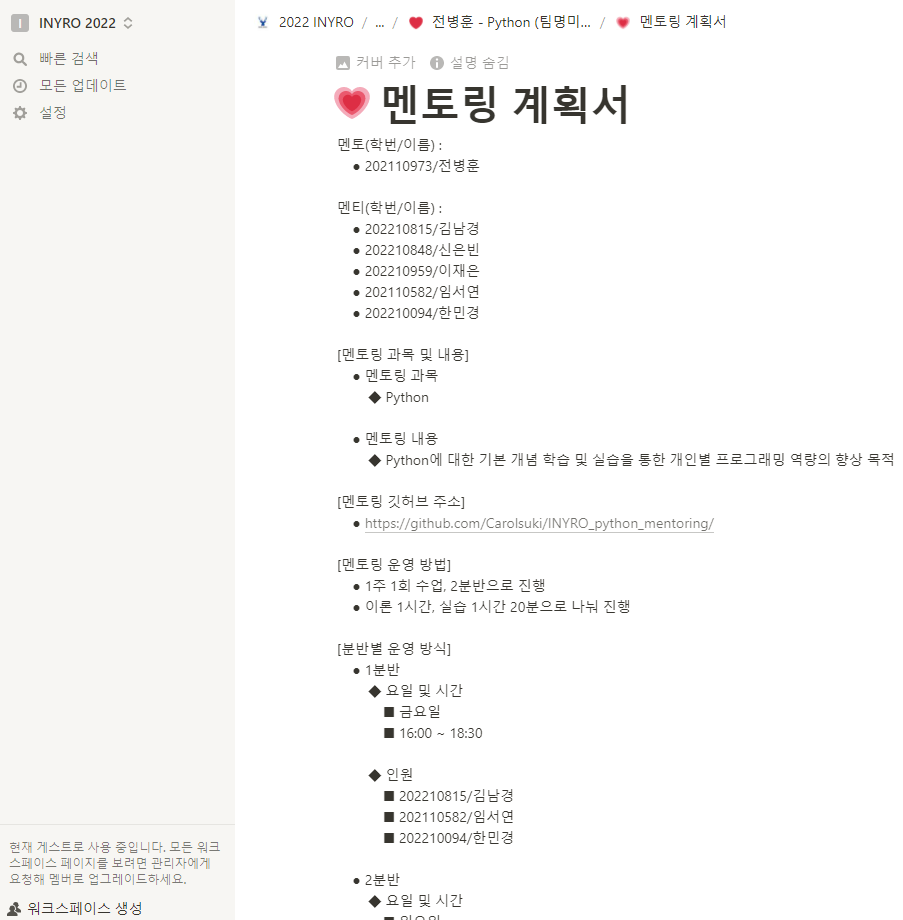 INYRO 2022
빠른 검색
모든 업데이트
설정
2022 INYRO / ... / 전병훈 - Python (팀명미... / 멘토링 계획서
커버 추가 설명 숨김
멘토링 계획서
멘토(학번/이름) :
● 202110973/전병훈
멘티(학번/이름) :
● 202210815/김남경
● 202210848/신은빈
● 202210959/이재은
● 202110582/임서연
● 202210094/한민경
[멘토링 과목 및 내용]
● 멘토링 과목
◆ Python
● 멘토링 내용
◆ Python에 대한 기본 개념 학습 및 실습을 통한 개인별 프로그래밍 역량의 향상 목적
[멘토링 깃허브 주소]
● https://github.com/Carolsuki/INYRO_python_mentoring/
[멘토링 운영 방법]
● 1주 1회 수업, 2분반으로 진행
● 이론 1시간, 실습 1시간 20분으로 나눠 진행
[분반별 운영 방식]
● 1분반
◆ 요일 및 시간
■ 금요일
■ 16:00 ~ 18:30
◆ 인원
■ 202210815/김남경
■ 202110582/임서연
■ 202210094/한민경
● 2분반
◆ 요일 및 시간
현재 게스트로 사용 중입니다. 모든 워크
스페이스 페이지를 보려면 관리자에게
요청해 멤버로 업그레이드하세요.
워크스페이스 생성